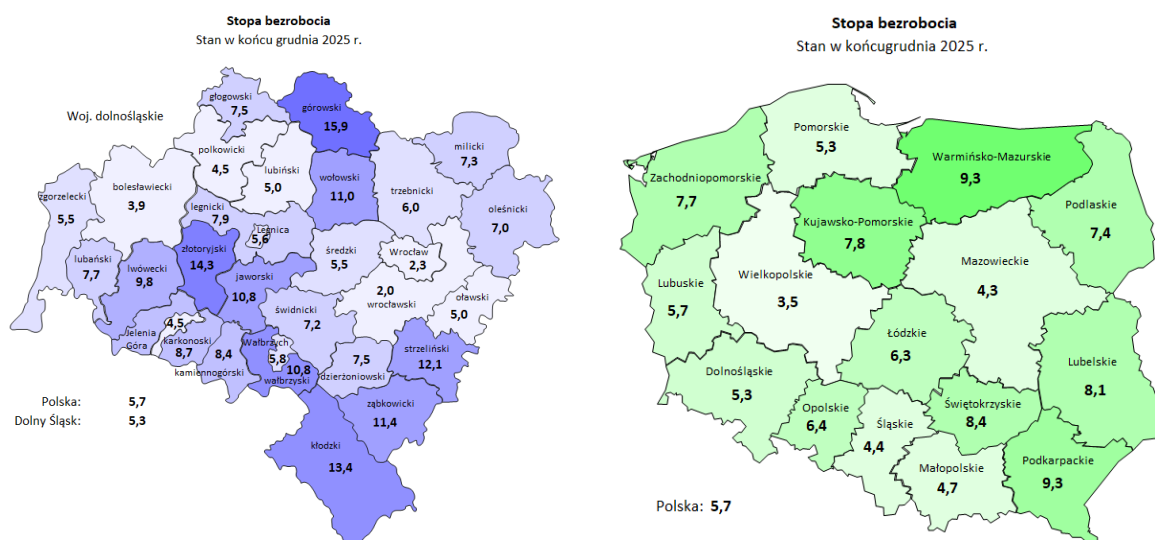 Stopa bezrobocia
Stan w końcu grudnia 2025 r.
Woj. dolnośląskie
głogowski
7,5
górowski
15,9
milicki
7,3
polkowicki
4,5
lubiński
5,0
wołowski
11,0
trzebnicki
6,0
bolesławiecki
3,9
zgorzelecki
5,5
legnicki
7,9
oleśnicki
7,0
Legnica
5,6
lubański
7,7
lwówecki
9,8
złotoryjski
14,3
średzki
5,5
Wrocław
2,3
jaworski
10,8
2,0
wrocławski
oławski
5,0
świdnicki
7,2
Jelenia
Góra
4,5
karkonoski
8,7
8,4
kamiennogórski
Wałbrzych
5,8
10,8
wałbrzyski
7,5
dzierżoniowski
strzeliński
12,1
ząbkowicki
11,4
kłodzki
13,4
Polska: 5,7
Dolny Śląsk: 5,3
Stopa bezrobocia
Stan w końcugrudnia 2025 r.
Pomorskie
5,3
Warmińsko-Mazurskie
9,3
Zachodniopomorskie
7,7
Podlaskie
7,4
Kujawsko-Pomorskie
7,8
Mazowieckie
4,3
Wielkopolskie
3,5
Lubuskie
5,7
Łódzkie
6,3
Lubelskie
8,1
Dolnośląskie
5,3
Opolskie
6,4
Śląskie
4,4
Świętokrzyskie
8,4
Małopolskie
4,7
Podkarpackie
9,3
Polska: 5,7